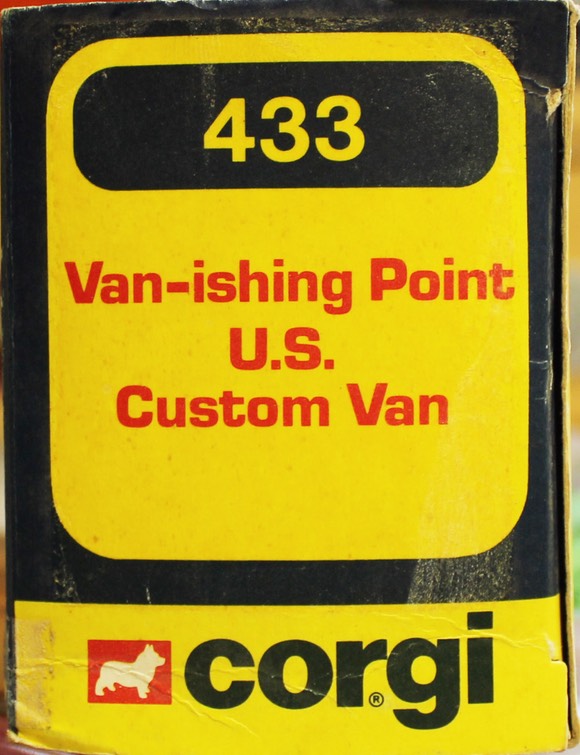 433
Van-ishing Point
U.S.
Custom Van
corgi®